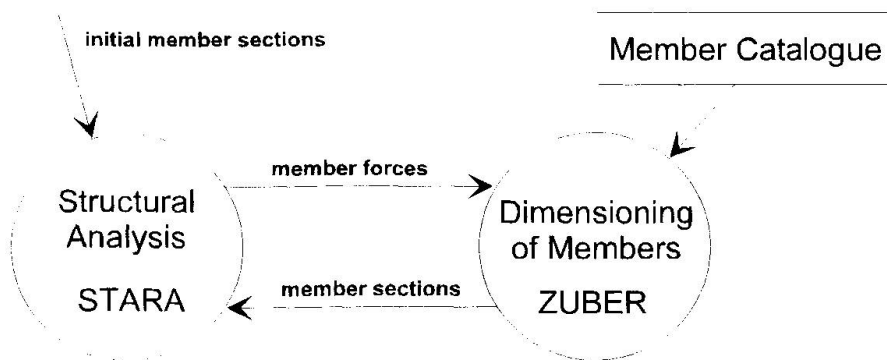 initial member sections
Member Catalogue
member forces
Structural
Analysis
STARA
Dimensioning
of Members
ZUBER
member sections